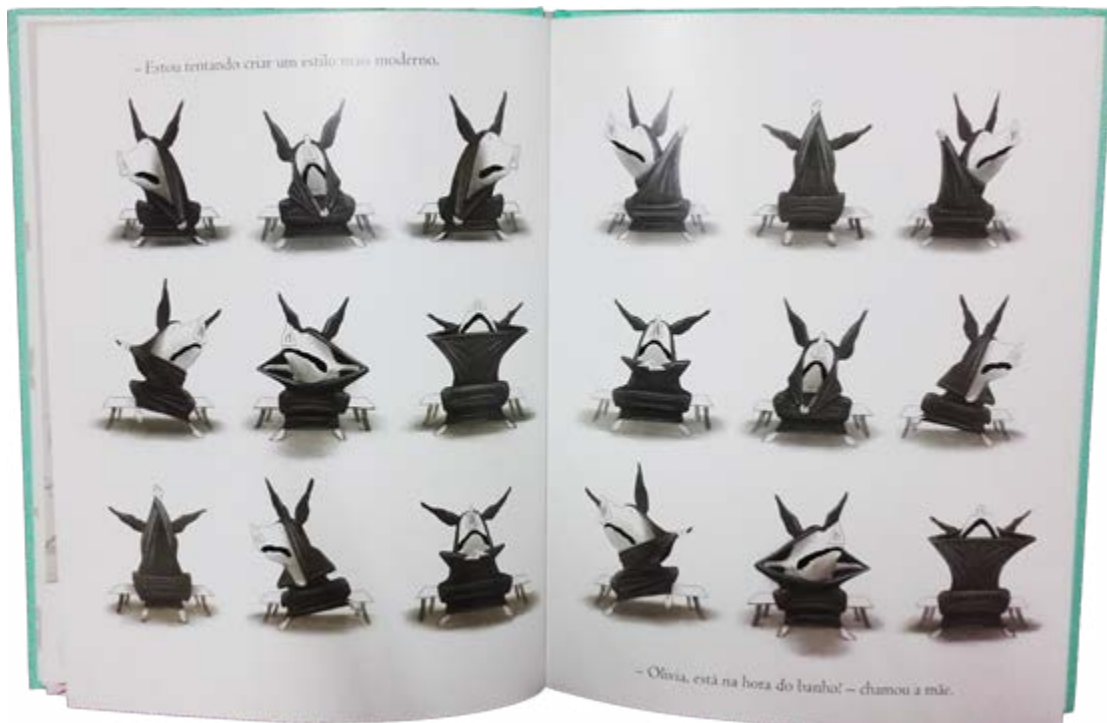 – Estou tentando criar um estilo mais moderno.
– Olivia, está na hora do banho! – chamou a mãe.